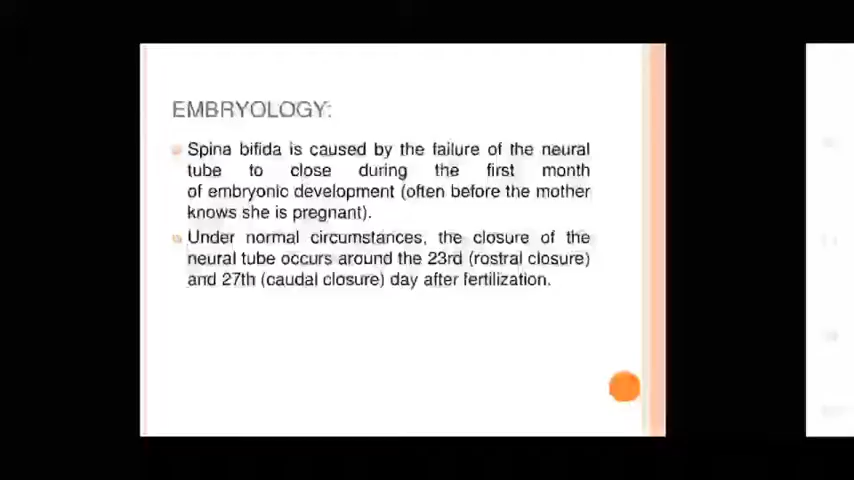 EMBRYOLOGY:
Spina bifida is caused by the failure of the neural
tube to close during the first month
of embryonic development (often before the mother
knows she is pregnant).
Under normal circumstances, the closure of the
neural tube occurs around the 23rd (rostral closure)
and 27th (caudal closure) day after fertilization.